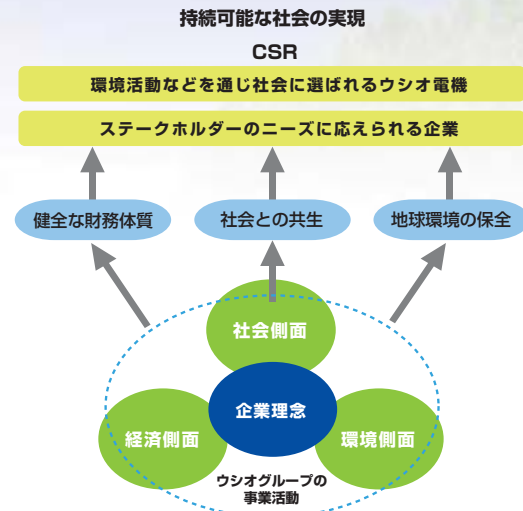 持続可能な社会の実現
CSR
環境活動などを通じ社会に選ばれるウシオ電機
ステークホルダーのニーズに応えられる企業
健全な財務体質
社会との共生
地球環境の保全
社会側面
企業理念
経済側面
環境側面
ウシオグループの
事業活動